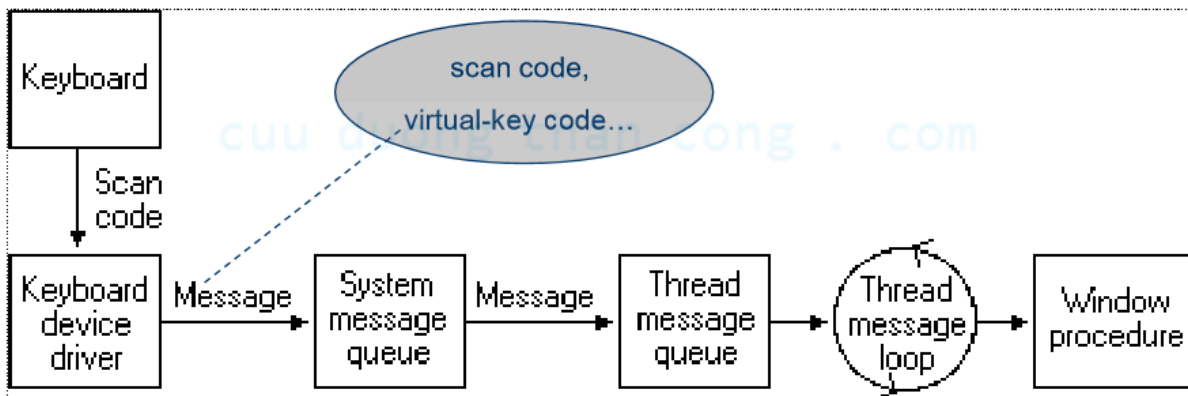 Keyboard
scan code,
virtual-key code...
cuu duong than cong . com
Scan
code
Keyboard
device
driver
Message
System
message
queue
Message
Thread
message
queue
Thread
message
loop
Window
procedure